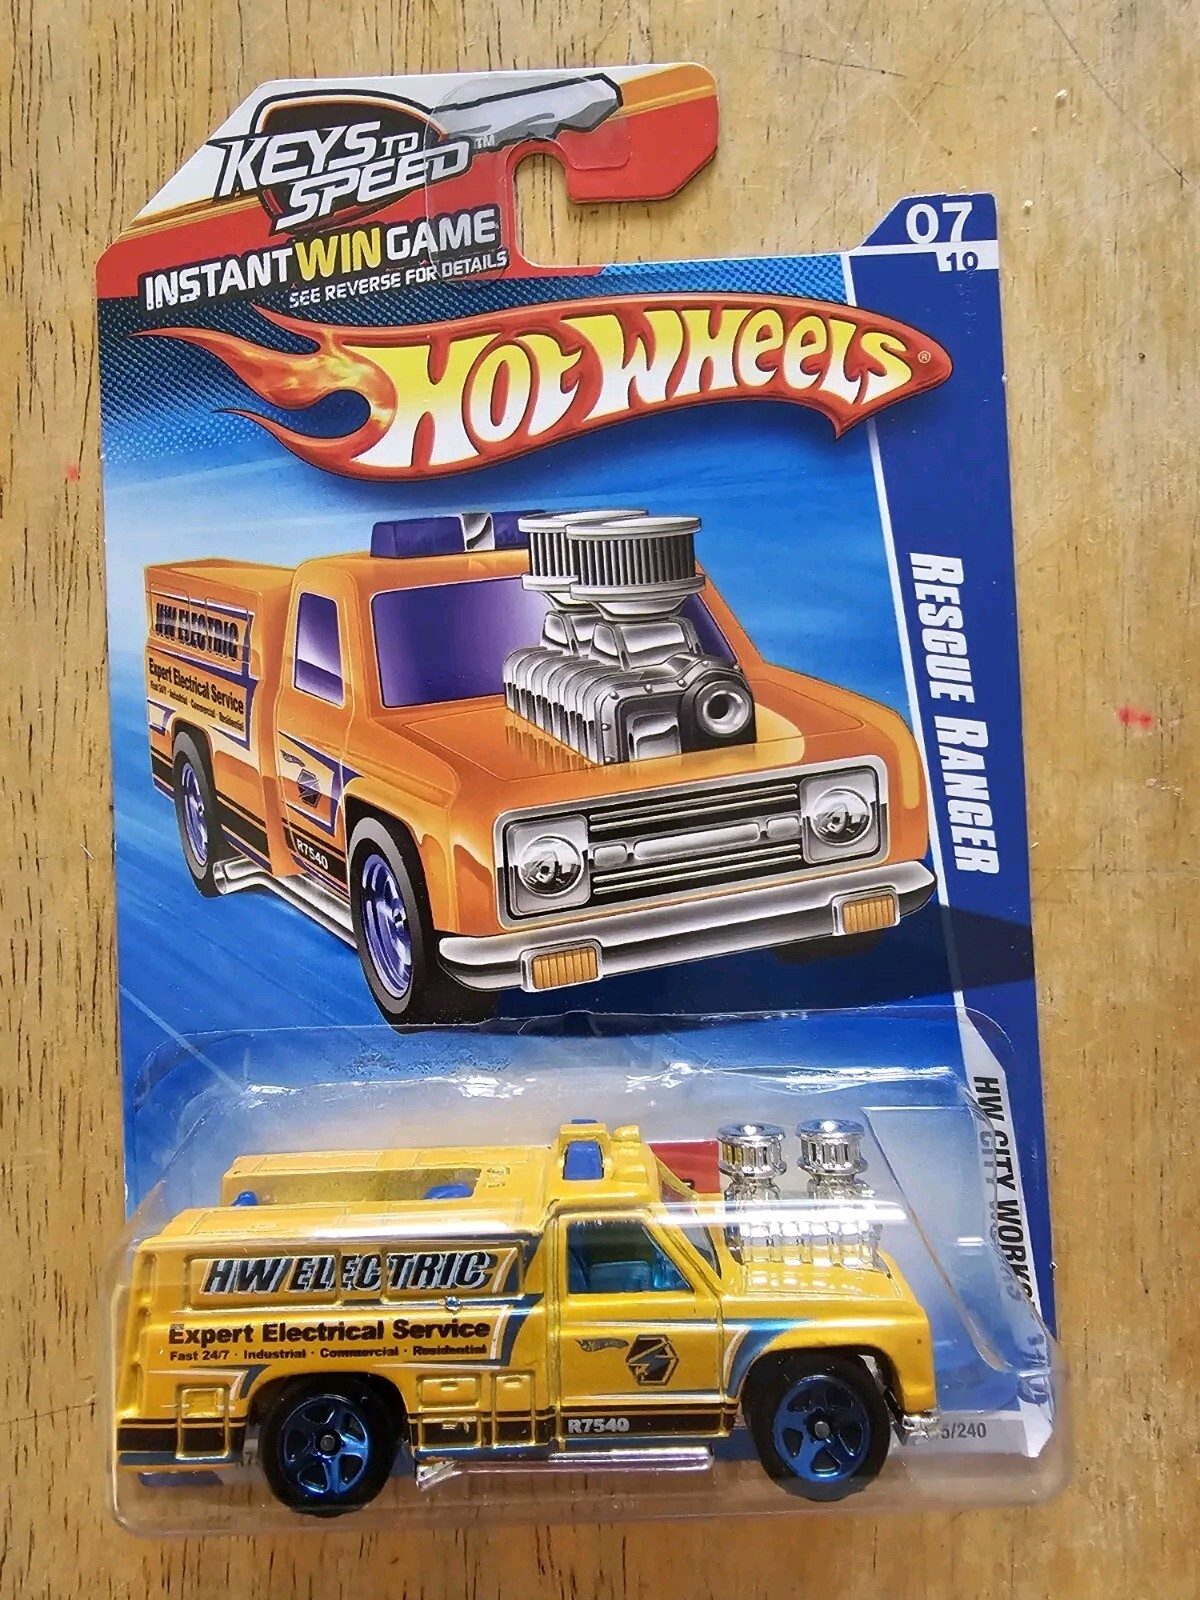 KEYS TO SPEED™
INSTANT WIN GAME
SEE REVERSE FOR DETAILS
07
10
HOT WHEELS®
RESCUE RANGER
HW ELECTRIC
Expert Electrical Service
Fast 24/7 · Industrial · Commercial · Residential
R7540
HW CITY WORKS
HW ELECTRIC
Expert Electrical Service
Fast 24/7 · Industrial · Commercial · Residential
R7540
5/240